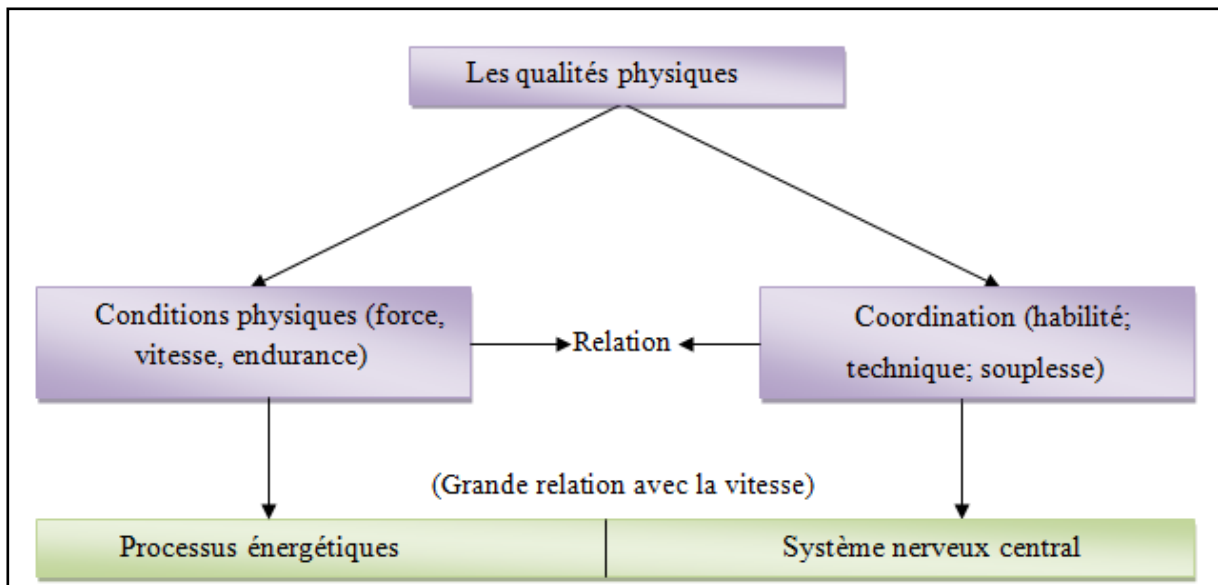 Les qualités physiques
Conditions physiques (force,
vitesse, endurance)
Relation
Coordination (habilité;
technique; souplesse)
(Grande relation avec la vitesse)
Processus énergétiques
Système nerveux central